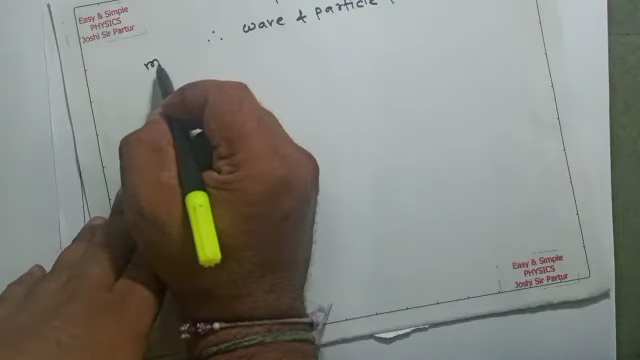 Easy & Simple
PHYSICS
Joshi Sir Partur
∴ wave & particle
m
Easy & Simple
PHYSICS
Joshi Sir Partur